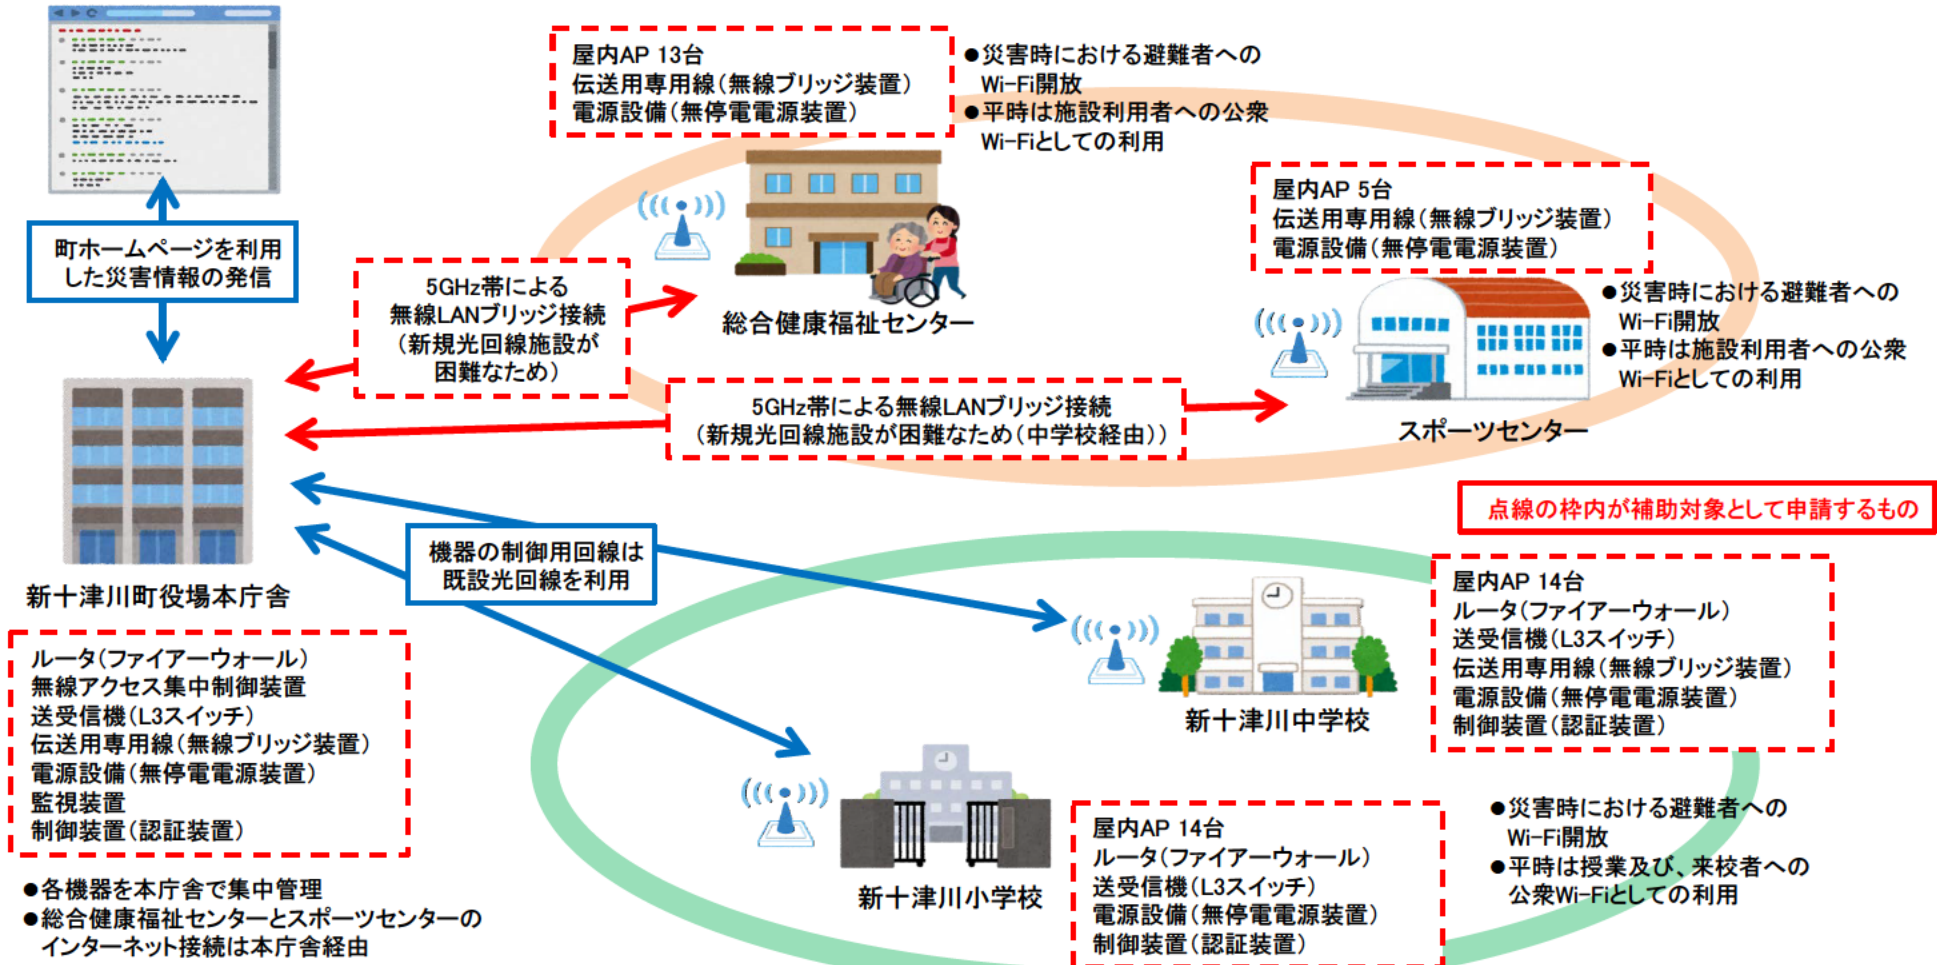 屋内AP 13台
伝送用専用線(無線ブリッジ装置)
電源設備(無停電電源装置)
●災害時における避難者への
Wi-Fi開放
●平時は施設利用者への公衆
Wi-Fiとしての利用
屋内AP 5台
伝送用専用線(無線ブリッジ装置)
電源設備(無停電電源装置)
町ホームページを利用
した災害情報の発信
5GHz帯による
無線LANブリッジ接続
(新規光回線施設が
困難なため)
総合健康福祉センター
●災害時における避難者への
Wi-Fi開放
●平時は施設利用者への公衆
Wi-Fiとしての利用
5GHz帯による無線LANブリッジ接続
(新規光回線施設が困難なため(中学校経由))
スポーツセンター
点線の枠内が補助対象として申請するもの
機器の制御用回線は
既設光回線を利用
新十津川町役場本庁舎
ルータ(ファイアーウォール)
無線アクセス集中制御装置
送受信機(L3スイッチ)
伝送用専用線(無線ブリッジ装置)
電源設備(無停電電源装置)
監視装置
制御装置(認証装置)
●各機器を本庁舎で集中管理
●総合健康福祉センターとスポーツセンターの
インターネット接続は本庁舎経由
屋内AP 14台
ルータ(ファイアーウォール)
送受信機(L3スイッチ)
伝送用専用線(無線ブリッジ装置)
電源設備(無停電電源装置)
制御装置(認証装置)
新十津川中学校
新十津川小学校
屋内AP 14台
ルータ(ファイアーウォール)
送受信機(L3スイッチ)
電源設備(無停電電源装置)
制御装置(認証装置)
●災害時における避難者への
Wi-Fi開放
●平時は授業及び、来校者への
公衆Wi-Fiとしての利用